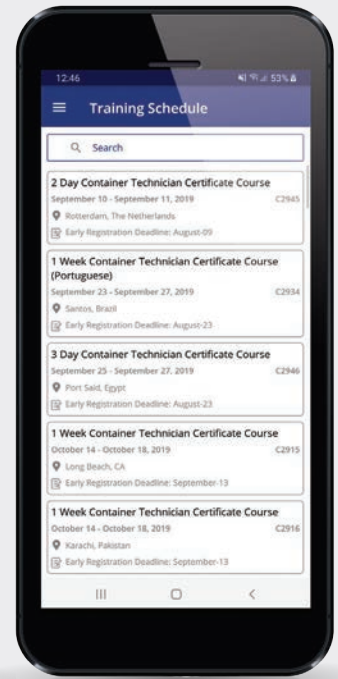 12:46 53%
Training Schedule
Search
2 Day Container Technician Certificate Course
September 10 - September 11, 2019 C2945
Rotterdam, The Netherlands
Early Registration Deadline: August-09
1 Week Container Technician Certificate Course
(Portuguese)
September 23 - September 27, 2019 C2934
Santos, Brazil
Early Registration Deadline: August-23
3 Day Container Technician Certificate Course
September 25 - September 27, 2019 C2946
Port Said, Egypt
Early Registration Deadline: August-23
1 Week Container Technician Certificate Course
October 14 - October 18, 2019 C2915
Long Beach, CA
Early Registration Deadline: September-13
1 Week Container Technician Certificate Course
October 14 - October 18, 2019 C2916
Karachi, Pakistan
Early Registration Deadline: September-13